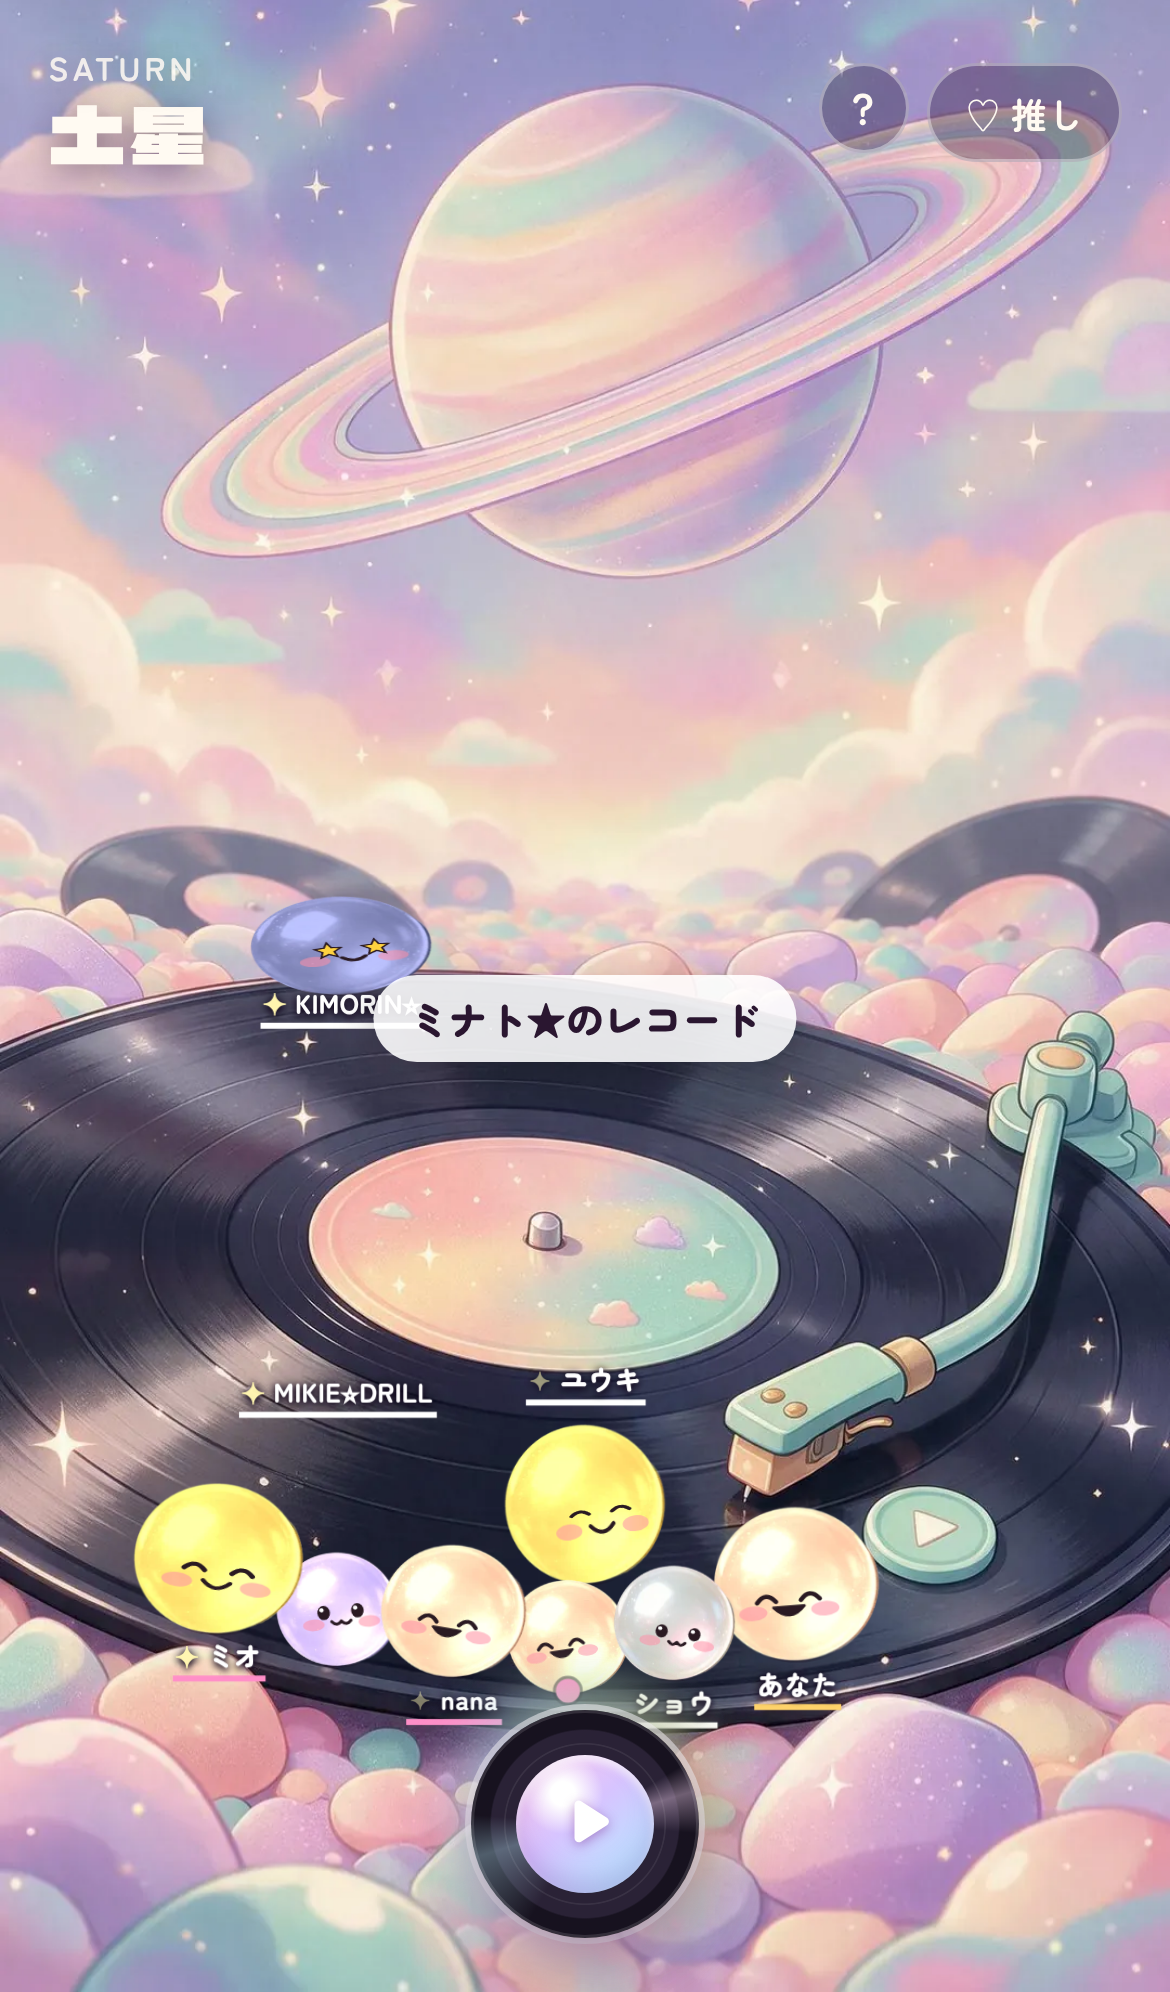 SATURN
土星
?
♡ 推し
KIMORIN☆
ミナト★のレコード
MIKIE★DRILL
ユウキ
ミオ
nana
ショウ
あなた